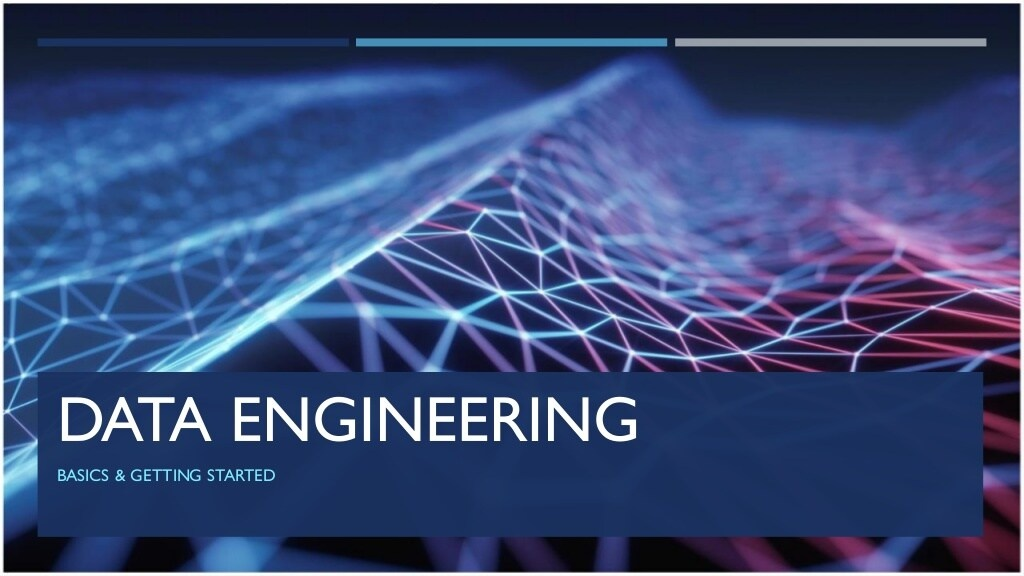 DATA ENGINEERING
BASICS & GETTING STARTED